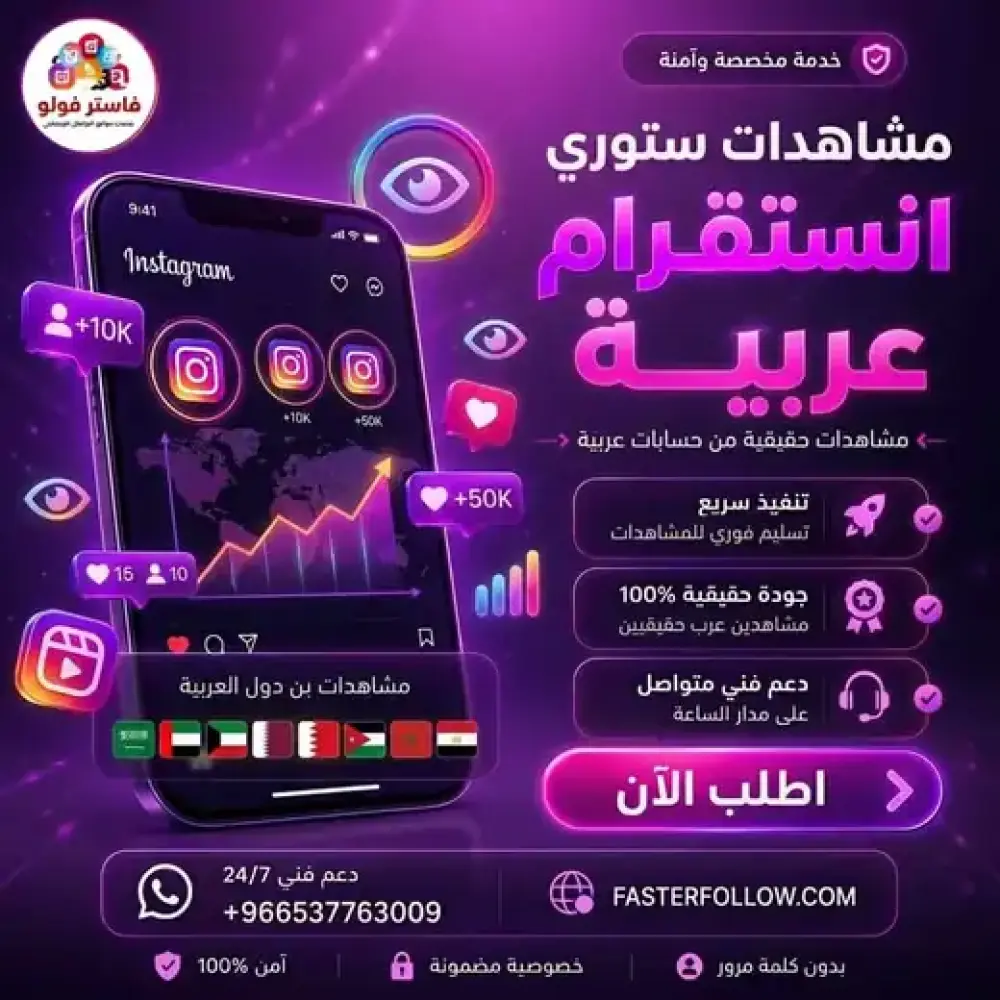 فاستر فولو
خدمة مخصصة وآمنة
مشاهدات ستوري
انستقرام
عربية
مشاهدات حقيقية من حسابات عربية
تنفيذ سريع
تسليم فوري للمشاهدات
جودة حقيقية 100%
مشاهدين عرب حقيقيين
دعم فني متواصل
على مدار الساعة
اطلب الآن
9:41
Instagram
+10K
+10K
+50K
+50K
15 10
مشاهدات بن دول العربية
دعم فني 24/7
+966537763009
FASTERFOLLOW.COM
بدون كلمة مرور
خصوصية مضمونة
آمن 100%